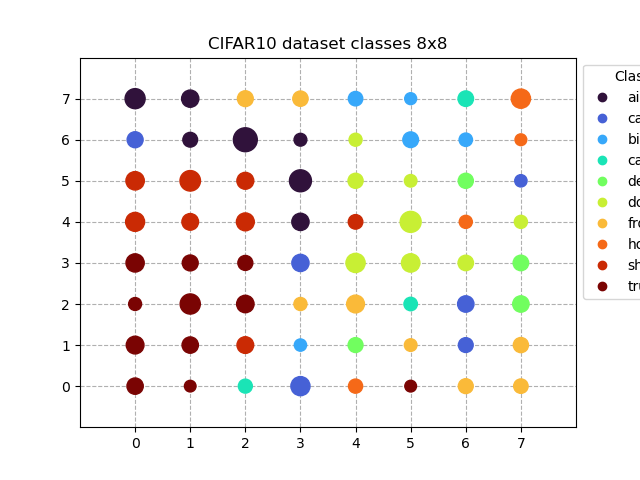 CIFAR10 dataset classes 8x8
Clas
ai
ca
bi
ca
de
do
fro
ho
sh
tru
7
6
5
4
3
2
1
0
0 1 2 3 4 5 6 7